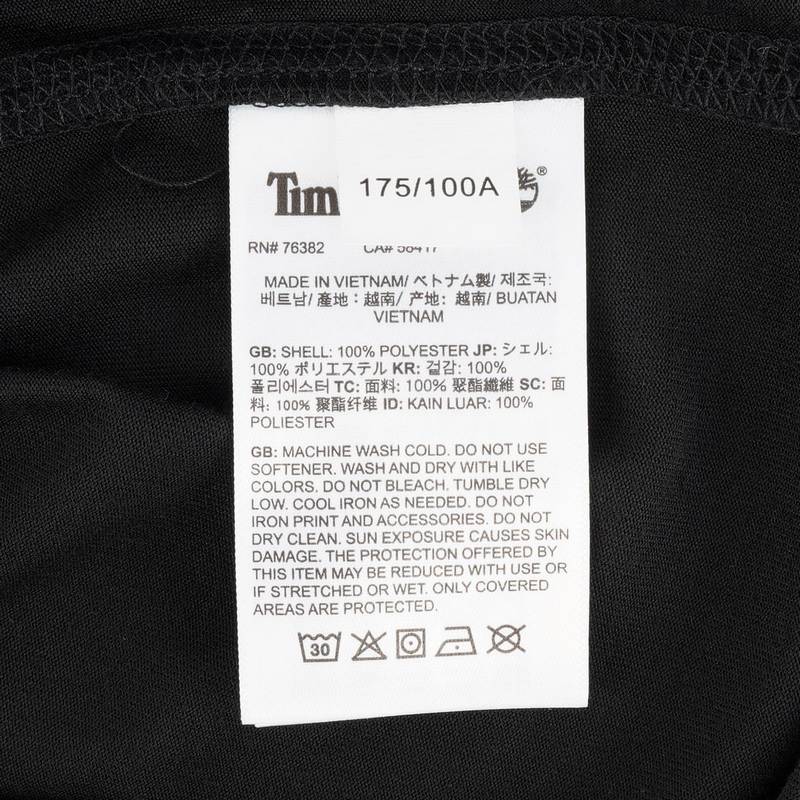 Tim 175/100A ®
RN# 76382 CA# 58417
MADE IN VIETNAM/ ベトナム製/ 제조국:
베트남/ 產地：越南/ 产地: 越南/ BUATAN
VIETNAM
GB: SHELL: 100% POLYESTER JP: シェル:
100% ポリエステル KR: 겉감: 100%
폴리에스터 TC: 面料: 100% 聚酯纖維 SC: 面
料: 100% 聚酯纤维 ID: KAIN LUAR: 100%
POLIESTER
GB: MACHINE WASH COLD. DO NOT USE
SOFTENER. WASH AND DRY WITH LIKE
COLORS. DO NOT BLEACH. TUMBLE DRY
LOW. COOL IRON AS NEEDED. DO NOT
IRON PRINT AND ACCESSORIES. DO NOT
DRY CLEAN. SUN EXPOSURE CAUSES SKIN
DAMAGE. THE PROTECTION OFFERED BY
THIS ITEM MAY BE REDUCED WITH USE OR
IF STRETCHED OR WET. ONLY COVERED
AREAS ARE PROTECTED.
30